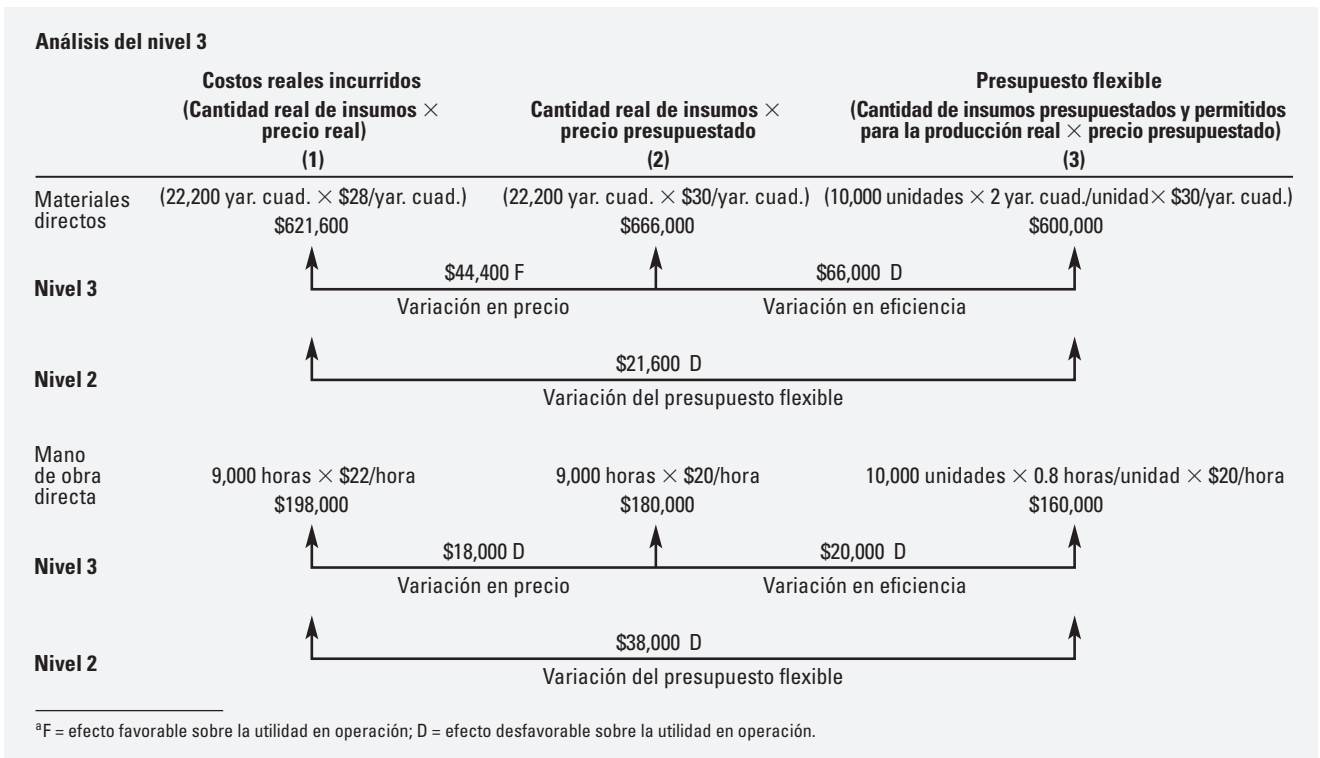 Análisis del nivel 3
Costos reales incurridos
(Cantidad real de insumos ×
precio real)
(1)
Cantidad real de insumos ×
precio presupuestado
(2)
Presupuesto flexible
(Cantidad de insumos presupuestados y permitidos
para la producción real × precio presupuestado)
(3)
Materiales
directos
(22,200 yar. cuad. × $28/yar. cuad.)
$621,600
(22,200 yar. cuad. × $30/yar. cuad.)
$666,000
(10,000 unidades × 2 yar. cuad./unidad× $30/yar. cuad.)
$600,000
Nivel 3
$44,400 F
Variación en precio
$66,000 D
Variación en eficiencia
Nivel 2
$21,600 D
Variación del presupuesto flexible
Mano
de obra
directa
9,000 horas × $22/hora
$198,000
9,000 horas × $20/hora
$180,000
10,000 unidades × 0.8 horas/unidad × $20/hora
$160,000
Nivel 3
$18,000 D
Variación en precio
$20,000 D
Variación en eficiencia
Nivel 2
$38,000 D
Variación del presupuesto flexible
aF = efecto favorable sobre la utilidad en operación; D = efecto desfavorable sobre la utilidad en operación.